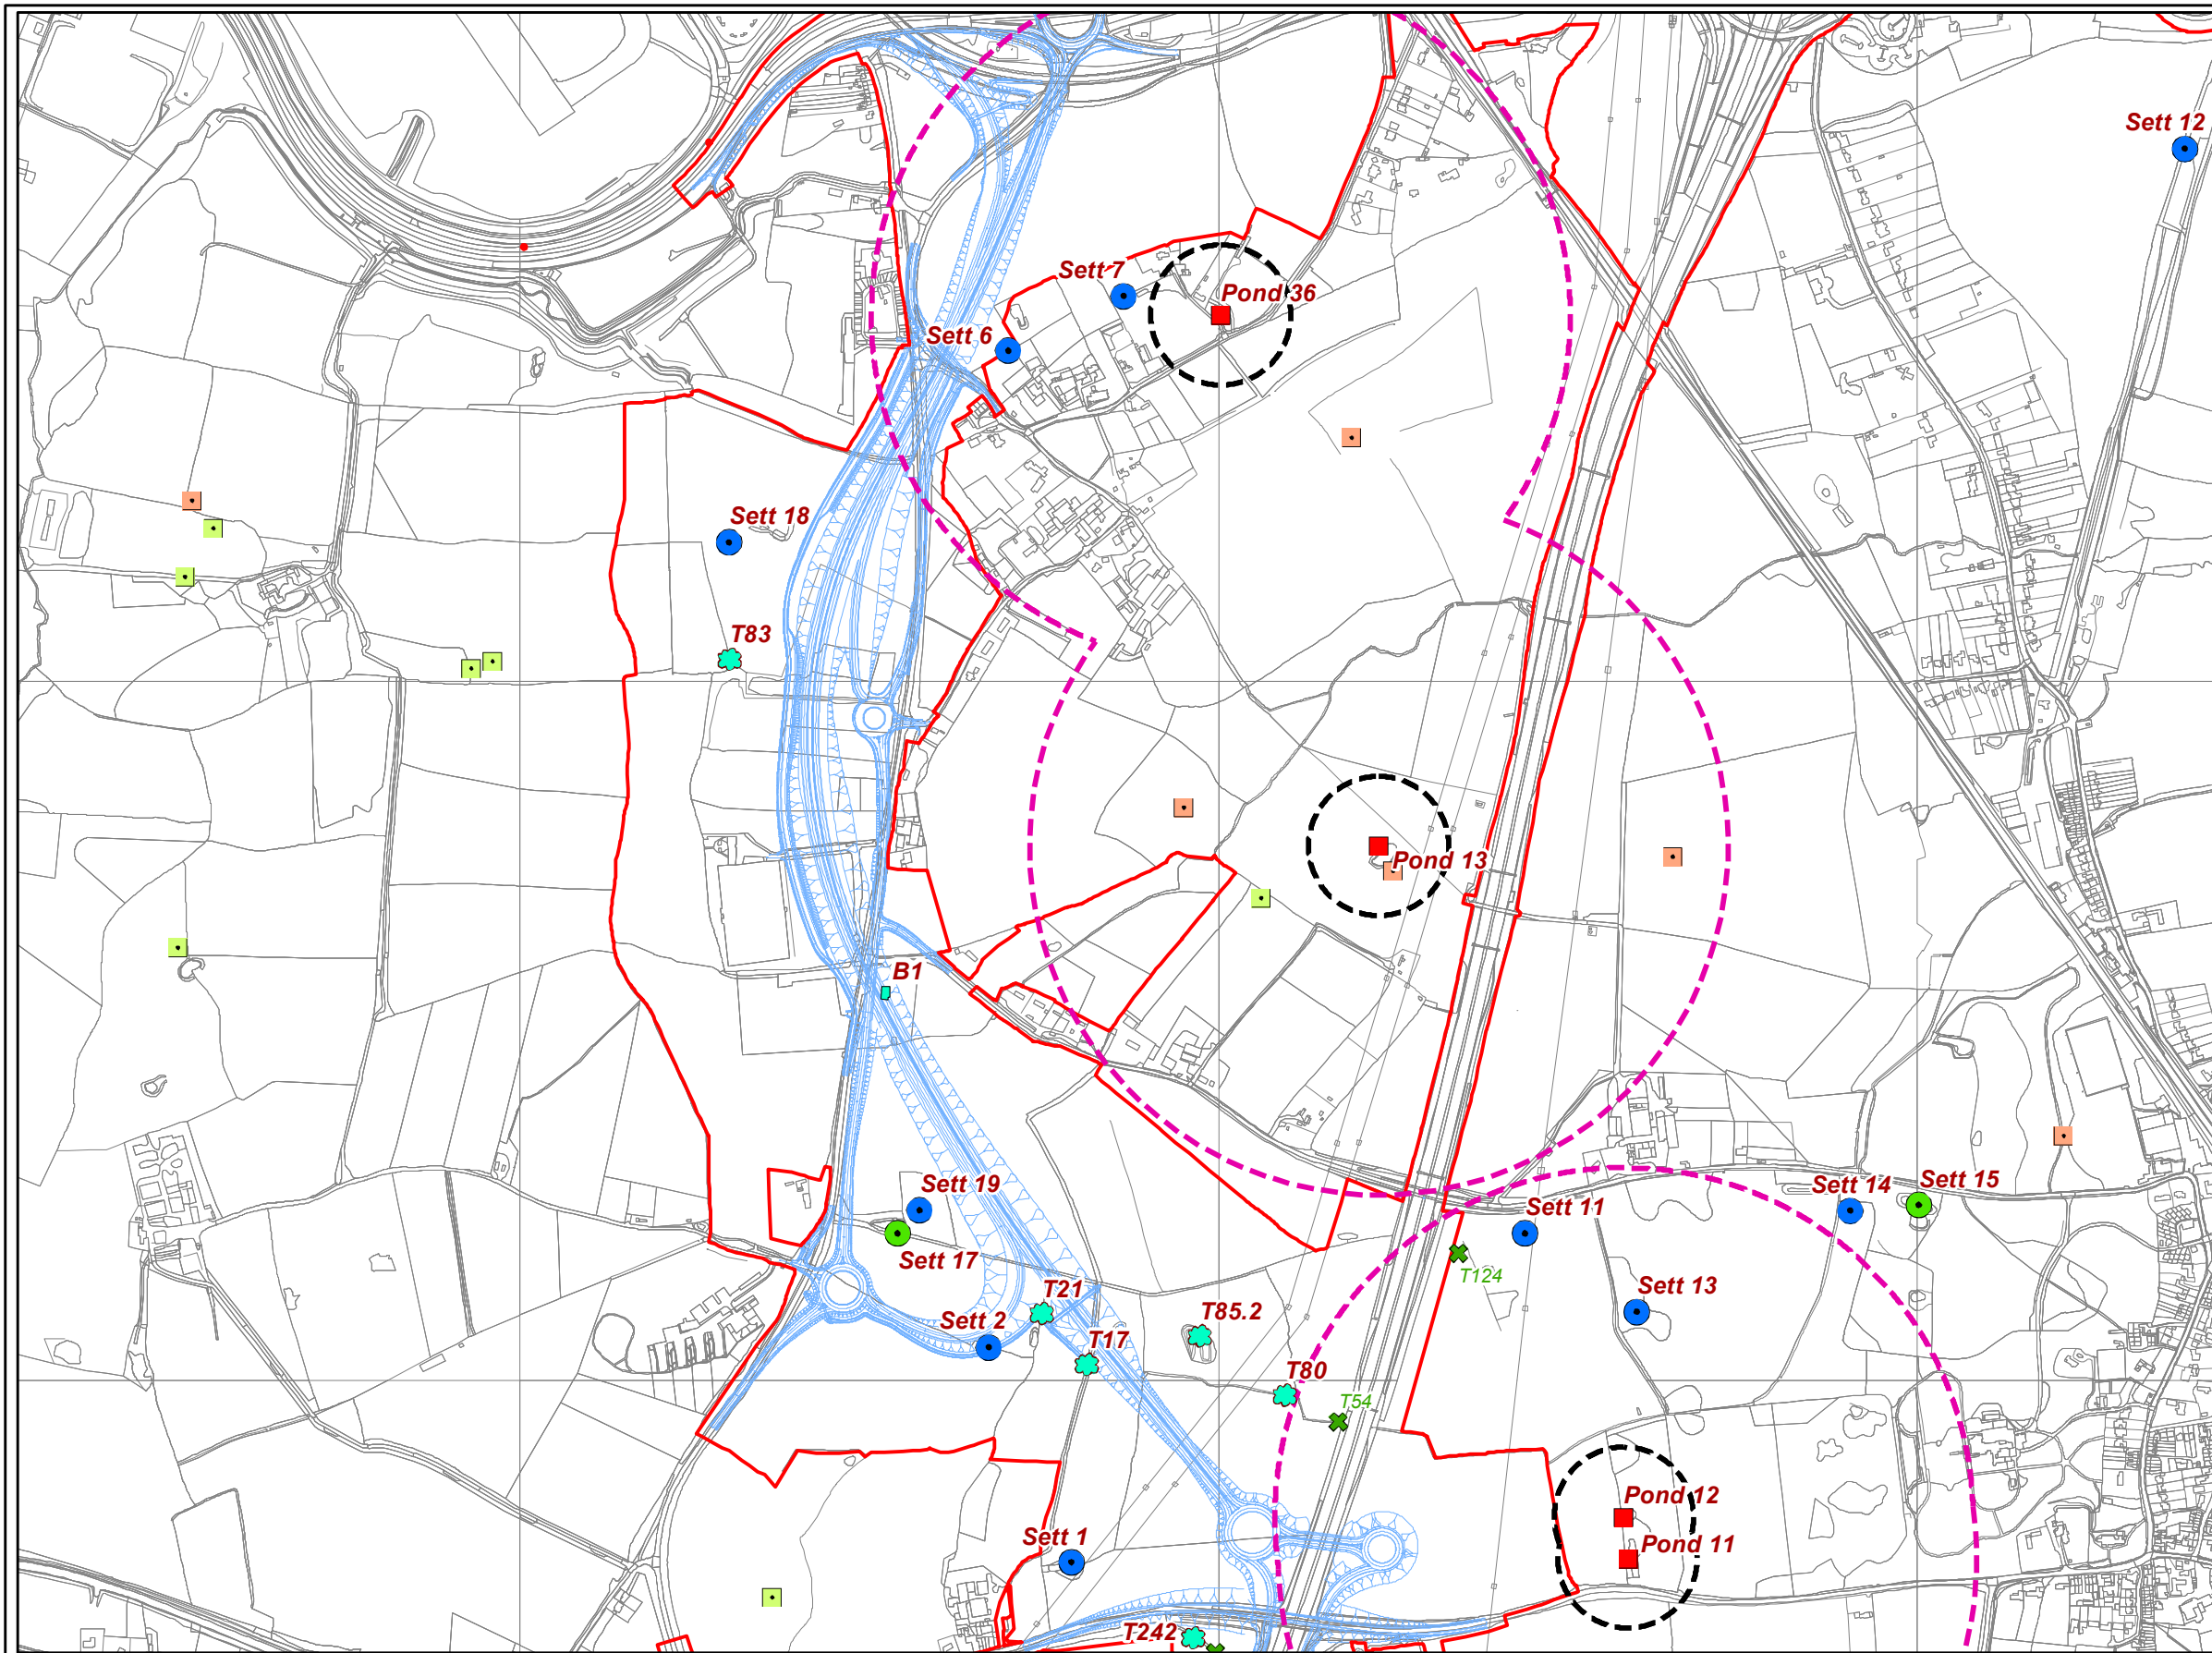 Sett 12
Sett 7
Pond 36
Sett 6
Sett 18
T83
Pond 13
B1
Sett 19
Sett 14
Sett 15
Sett 11
Sett 17
T124
T21
Sett 13
Sett 2
T85.2
T17
T80
T54
Pond 12
Sett 1
Pond 11
T242